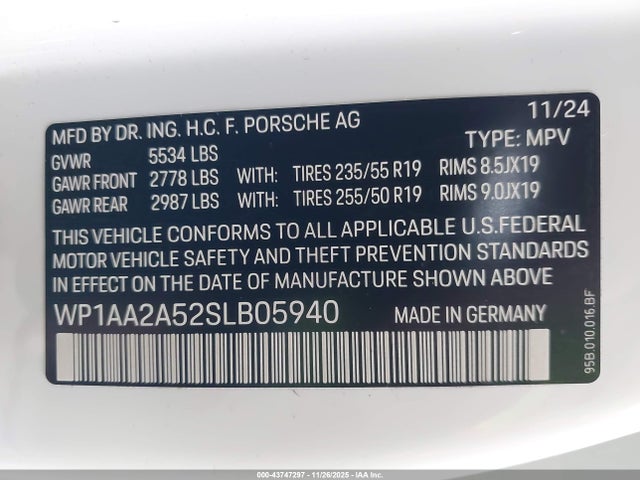 MFD BY DR. ING. H.C. F. PORSCHE AG 11/24
GVWR 5534 LBS TYPE: MPV
GAWR FRONT 2778 LBS WITH: TIRES 235/55 R19 RIMS 8.5JX19
GAWR REAR 2987 LBS WITH: TIRES 255/50 R19 RIMS 9.0JX19
THIS VEHICLE CONFORMS TO ALL APPLICABLE U.S.FEDERAL
MOTOR VEHICLE SAFETY AND THEFT PREVENTION STANDARDS
IN EFFECT ON THE DATE OF MANUFACTURE SHOWN ABOVE
WP1AA2A52SLB05940 MADE IN GERMANY
95B.010.016.BF
000-43747297 - 11/26/2025 - IAAI.CA